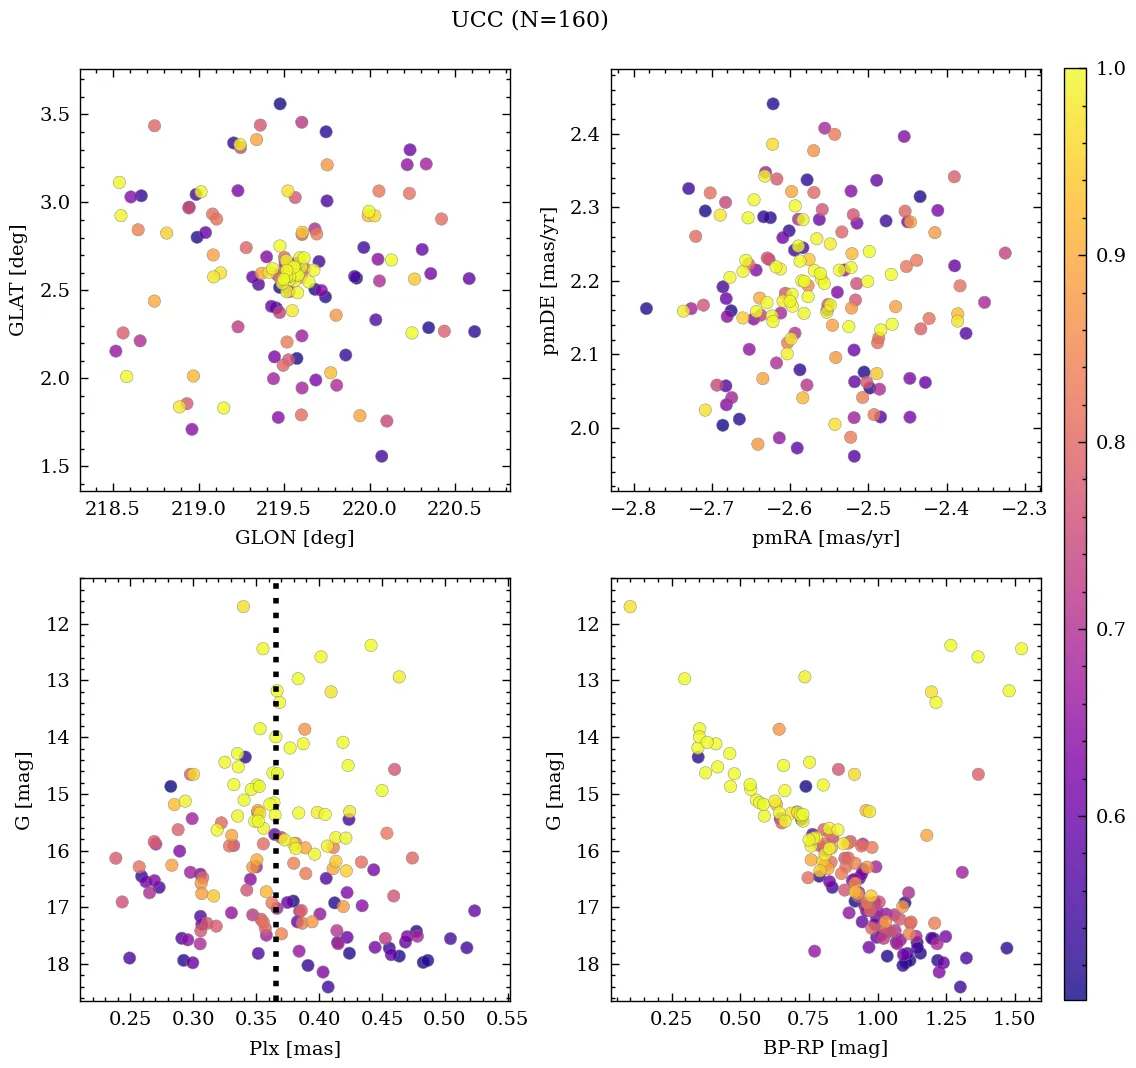 UCC (N=160)
3.5
3.0
2.5
2.0
1.5
GLAT [deg]
218.5 219.0 219.5 220.0 220.5
GLON [deg]
2.4
2.3
2.2
2.1
2.0
pmDE [mas/yr]
−2.8 −2.7 −2.6 −2.5 −2.4 −2.3
pmRA [mas/yr]
12
13
14
15
16
17
18
G [mag]
0.25 0.30 0.35 0.40 0.45 0.50 0.55
Plx [mas]
12
13
14
15
16
17
18
G [mag]
0.25 0.50 0.75 1.00 1.25 1.50
BP-RP [mag]
1.0
0.9
0.8
0.7
0.6